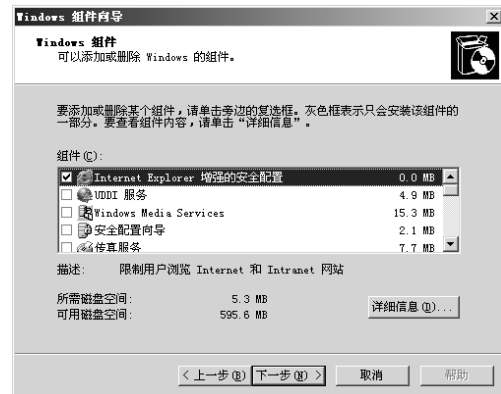 Windows 组件向导
Windows 组件
可以添加或删除 Windows 的组件。
要添加或删除某个组件，请单击旁边的复选框。灰色框表示只会安装该组件的
一部分。要查看组件内容，请单击“详细信息”。
组件(C):
Internet Explorer 增强的安全配置 0.0 MB
UDDI 服务 4.9 MB
Windows Media Services 15.3 MB
安全配置向导 2.1 MB
传真服务 7.7 MB
描述: 限制用户浏览 Internet 和 Intranet 网站
所需磁盘空间: 5.3 MB
可用磁盘空间: 595.6 MB
详细信息(D)...
< 上一步(B) 下一步(N) > 取消 帮助